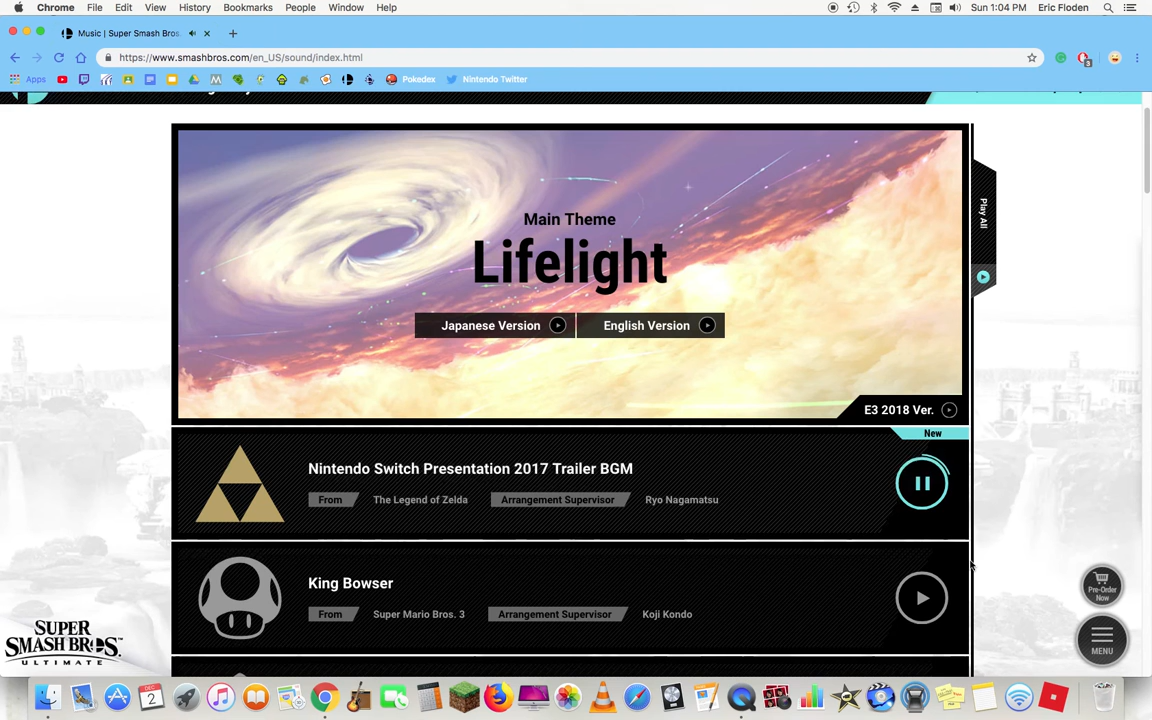 Chrome File Edit View History Bookmarks People Window Help Sun 1:04 PM Eric Floden
Music | Super Smash Bros.
https://www.smashbros.com/en_US/sound/index.html
Apps Pokedex Nintendo Twitter
3
Main Theme
Lifelight
Japanese Version English Version
Play All
E3 2018 Ver.
New
Nintendo Switch Presentation 2017 Trailer BGM
From The Legend of Zelda Arrangement Supervisor Ryo Nagamatsu
King Bowser
From Super Mario Bros. 3 Arrangement Supervisor Koji Kondo
Pre-Order
Now
MENU
SUPER
SMASH BROS.
ULTIMATE
™
DEC
2